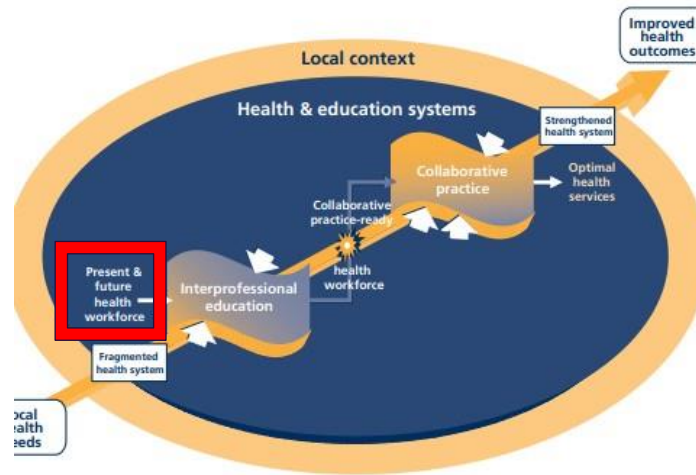 Improved
health
outcomes
Local context
Health & education systems
Strengthened
health system
Collaborative
practice
Optimal
health
services
Collaborative
practice-ready
health
workforce
Present &
future
health
workforce
Interprofessional
education
Fragmented
health system
ocal
ealth
eeds